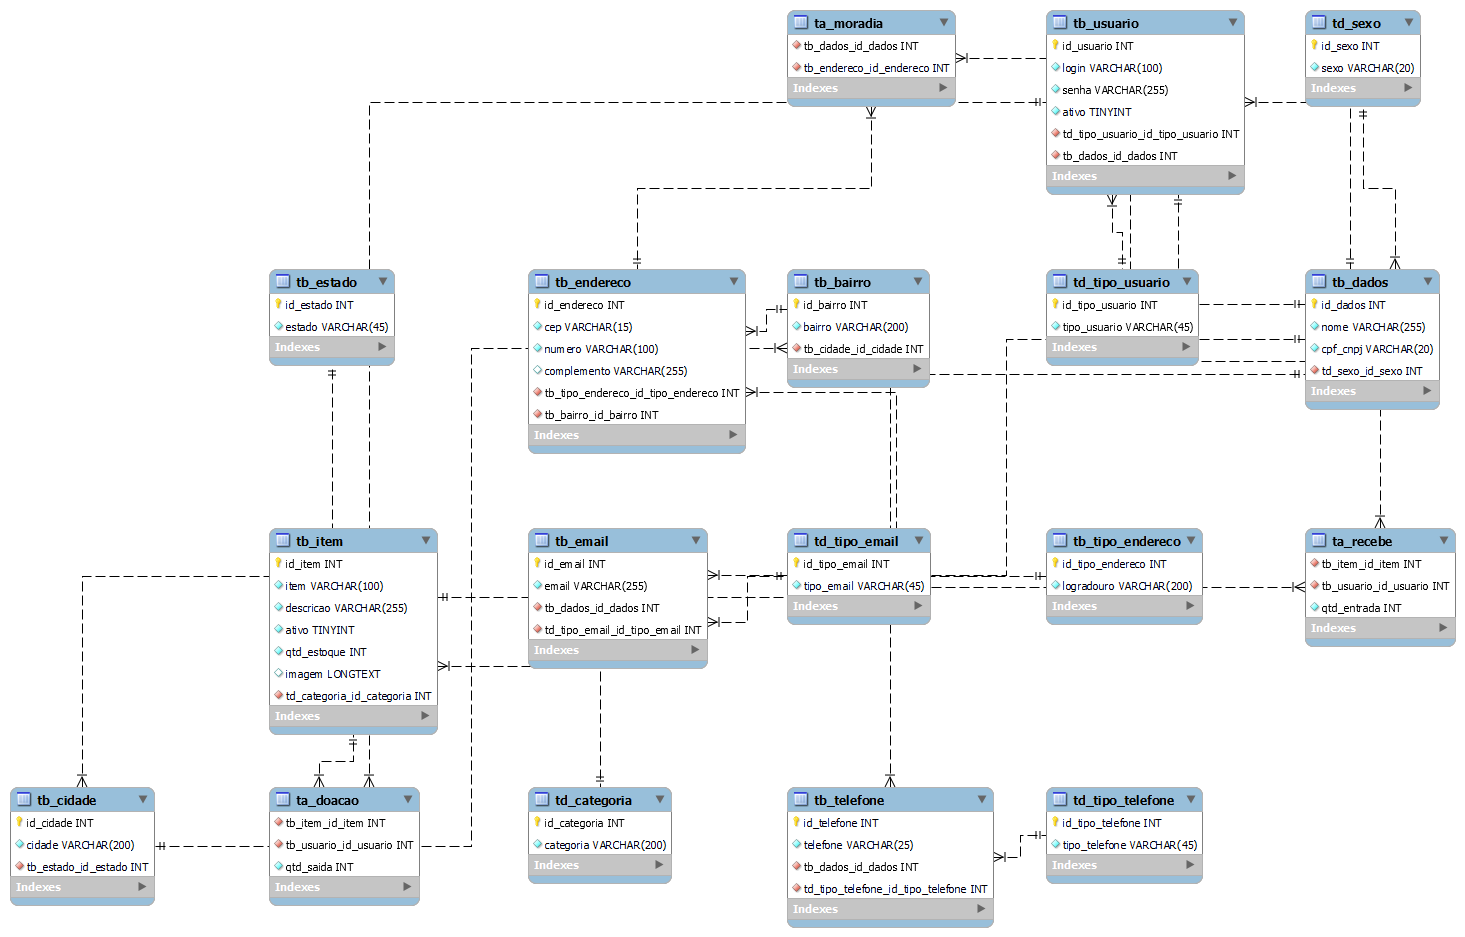 ta_moradia
tb_dados_id_dados INT
tb_endereco_id_endereco INT
Indexes
tb_usuario
id_usuario INT
login VARCHAR(100)
senha VARCHAR(255)
ativo TINYINT
td_tipo_usuario_id_tipo_usuario INT
tb_dados_id_dados INT
Indexes
td_sexo
id_sexo INT
sexo VARCHAR(20)
Indexes
tb_estado
id_estado INT
estado VARCHAR(45)
Indexes
tb_endereco
id_endereco INT
cep VARCHAR(15)
numero VARCHAR(100)
complemento VARCHAR(255)
tb_tipo_endereco_id_tipo_endereco INT
tb_bairro_id_bairro INT
Indexes
tb_bairro
id_bairro INT
bairro VARCHAR(200)
tb_cidade_id_cidade INT
Indexes
td_tipo_usuario
id_tipo_usuario INT
tipo_usuario VARCHAR(45)
Indexes
tb_dados
id_dados INT
nome VARCHAR(255)
cpf_cnpj VARCHAR(20)
td_sexo_id_sexo INT
Indexes
tb_item
id_item INT
item VARCHAR(100)
descricao VARCHAR(255)
ativo TINYINT
qtd_estoque INT
imagem LONGTEXT
td_categoria_id_categoria INT
Indexes
tb_email
id_email INT
email VARCHAR(255)
tb_dados_id_dados INT
td_tipo_email_id_tipo_email INT
Indexes
td_tipo_email
id_tipo_email INT
tipo_email VARCHAR(45)
Indexes
tb_tipo_endereco
id_tipo_endereco INT
logradouro VARCHAR(200)
Indexes
ta_recebe
tb_item_id_item INT
tb_usuario_id_usuario INT
qtd_entrada INT
Indexes
tb_cidade
id_cidade INT
cidade VARCHAR(200)
tb_estado_id_estado INT
Indexes
ta_doacao
tb_item_id_item INT
tb_usuario_id_usuario INT
qtd_saida INT
Indexes
td_categoria
id_categoria INT
categoria VARCHAR(200)
Indexes
tb_telefone
id_telefone INT
telefone VARCHAR(25)
tb_dados_id_dados INT
td_tipo_telefone_id_tipo_telefone INT
Indexes
td_tipo_telefone
id_tipo_telefone INT
tipo_telefone VARCHAR(45)
Indexes